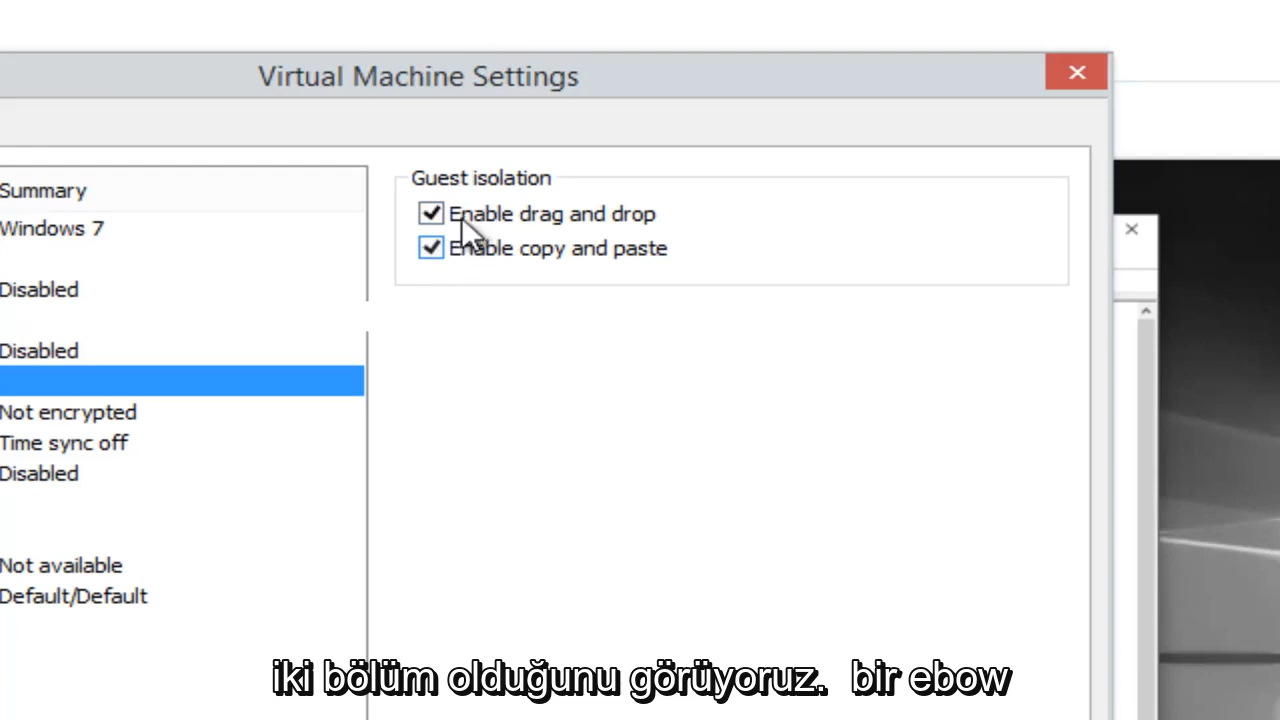 Virtual Machine Settings
Summary
Windows 7
Disabled
Disabled
Not encrypted
Time sync off
Disabled
Not available
Default/Default
Guest isolation
Enable drag and drop
Enable copy and paste
iki bölüm olduğunu görüyoruz. bir ebow